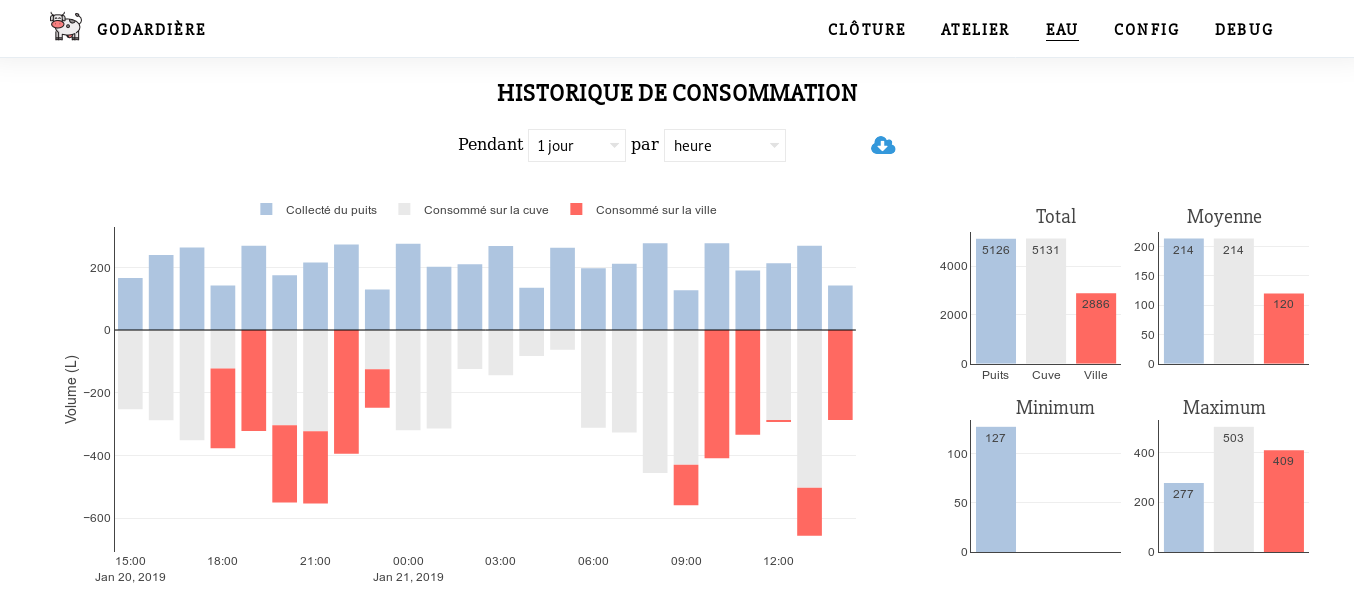 GODARDIÈRE CLÔTURE ATELIER EAU CONFIG DEBUG
HISTORIQUE DE CONSOMMATION
Pendant 1 jour par heure
Collecté du puits Consommé sur la cuve Consommé sur la ville
Volume (L)
200
0
−200
−400
−600
15:00 18:00 21:00 00:00 03:00 06:00 09:00 12:00
Jan 20, 2019 Jan 21, 2019
Total
5126 5131 2886
4000
2000
0
Puits Cuve Ville
Moyenne
214 214 120
200
150
100
50
0
Minimum
127
100
50
0
Maximum
277 503 409
400
200
0